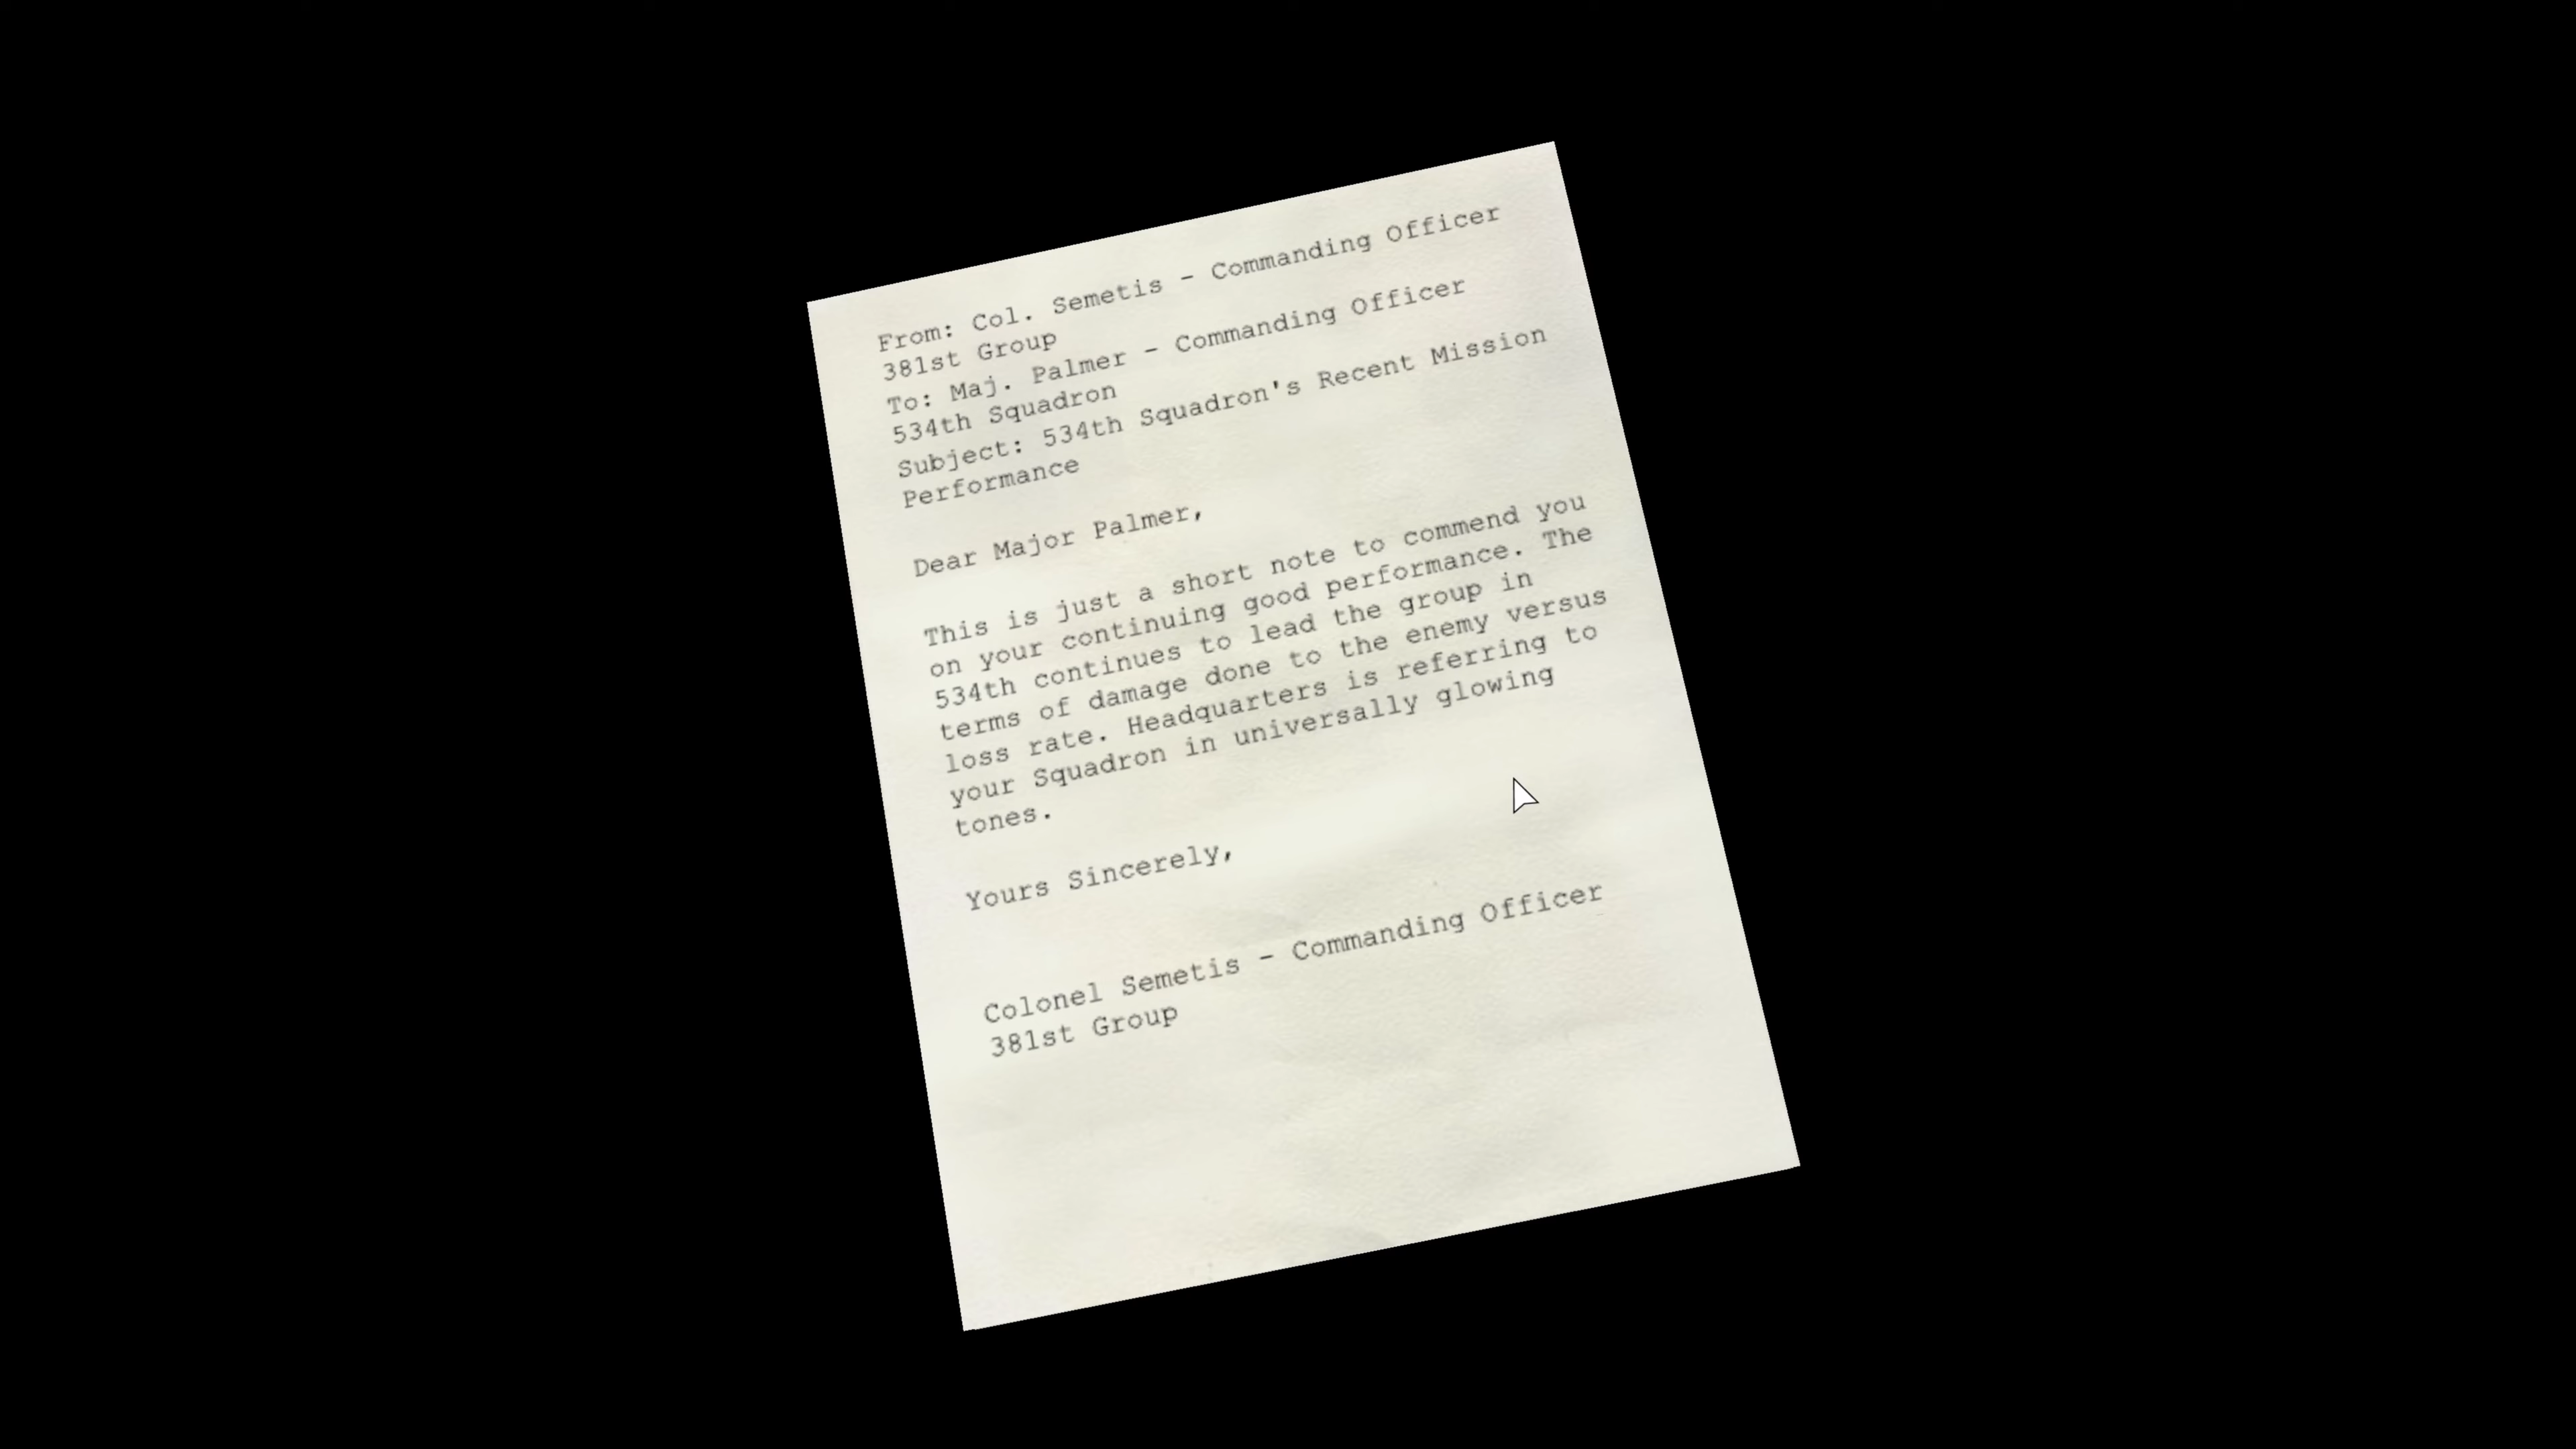 From: Col. Semetis - Commanding Officer
381st Group
To: Maj. Palmer - Commanding Officer
534th Squadron
Subject: 534th Squadron's Recent Mission
Performance
Dear Major Palmer,
This is just a short note to commend you
on your continuing good performance. The
534th continues to lead the group in
terms of damage done to the enemy versus
loss rate. Headquarters is referring to
your Squadron in universally glowing
tones.
Yours Sincerely,
Colonel Semetis - Commanding Officer
381st Group